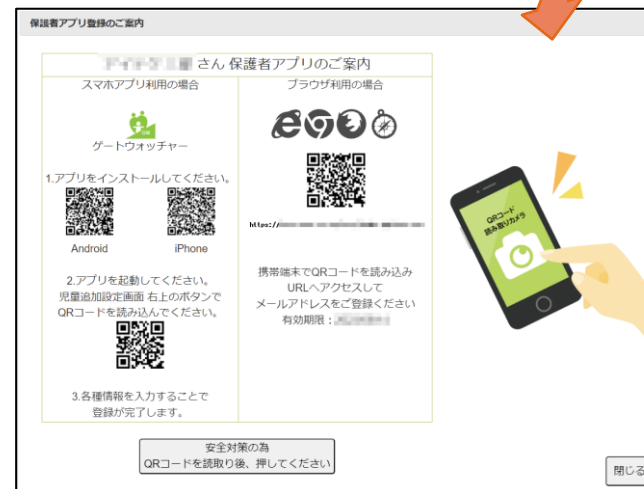 保護者アプリ登録のご案内
さん 保護者アプリのご案内
スマホアプリ利用の場合
ゲートウォッチャー
1.アプリをインストールしてください。
Android
iPhone
2.アプリを起動してください。
児童追加設定画面 右上のボタンで
QRコードを読み込んでください。
3.各種情報を入力することで
登録が完了します。
ブラウザ利用の場合
https://
携帯端末でQRコードを読み込み
URLへアクセスして
メールアドレスをご登録ください
有効期限：
QRコード
読み取りカメラ
安全対策の為
QRコードを読取り後、押してください
閉じる